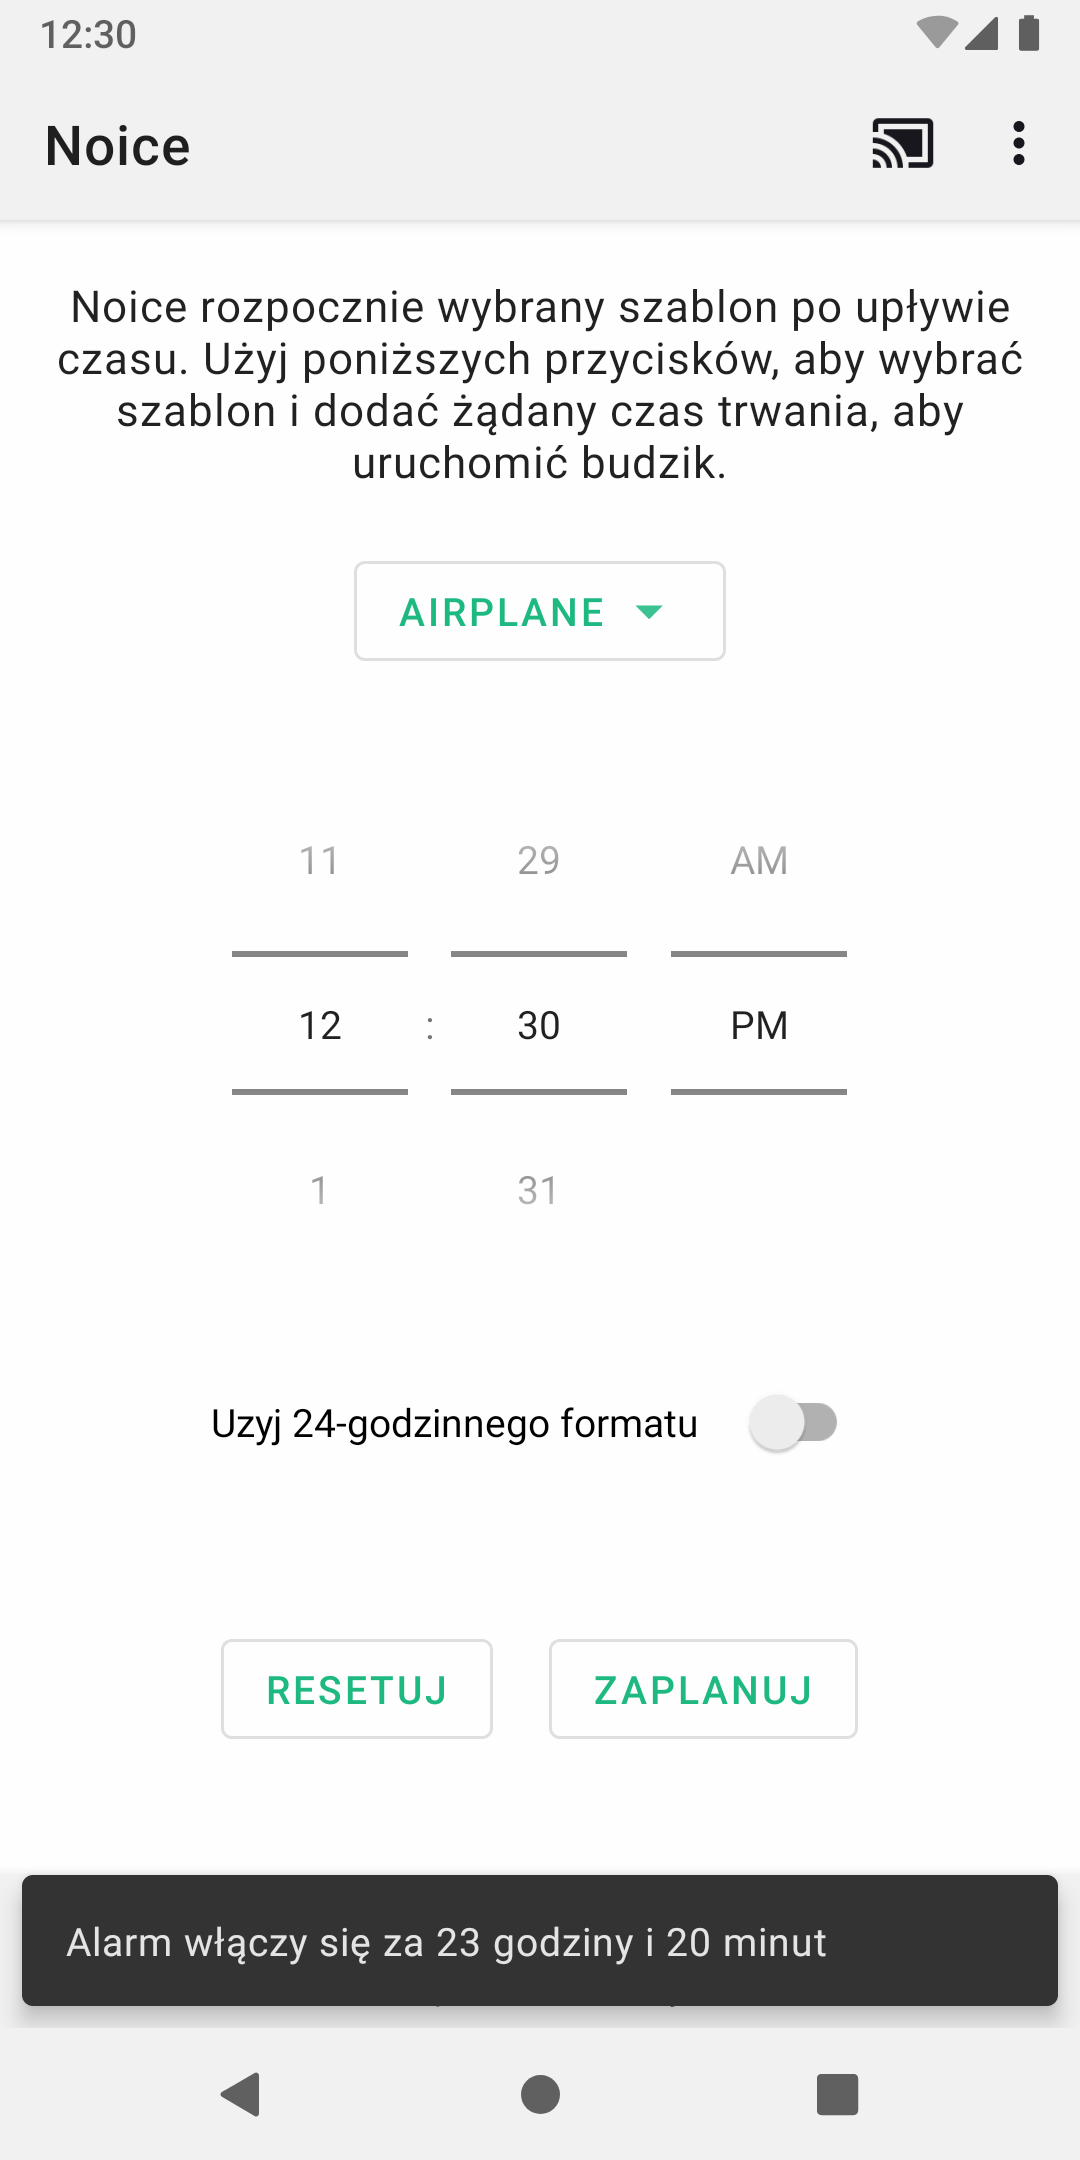 12:30
Noice
Noice rozpocznie wybrany szablon po upływie
czasu. Użyj poniższych przycisków, aby wybrać
szablon i dodać żądany czas trwania, aby
uruchomić budzik.
AIRPLANE
11 29 AM
12 : 30 PM
1 31
Uzyj 24-godzinnego formatu
RESETUJ ZAPLANUJ
Alarm włączy się za 23 godziny i 20 minut